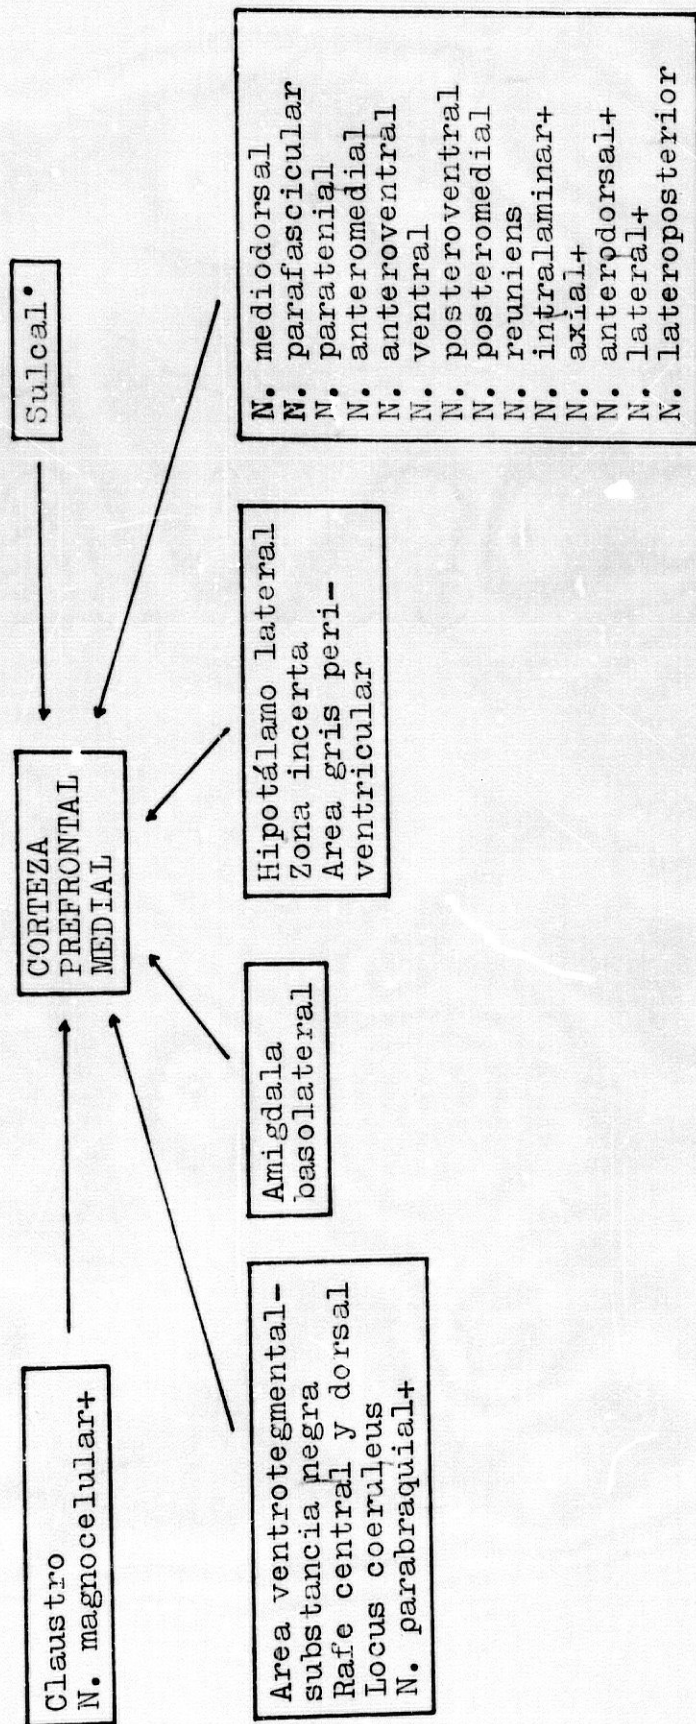 Claustro
N. magnocelular+
CORTEZA
PREFRONTAL
MEDIAL
Sulcal•
Area ventrotegmental-
substancia negra
Rafe central y dorsal
Locus coeruleus
N. parabraquial+
Amigdala
basolateral
Hipotálamo lateral
Zona incerta
Area gris peri-
ventricular
N. mediodorsal
N. parafascicular
N. paratenial
N. anteromedial
N. anteroventral
N. ventral
N. posteroventral
N. posteromedial
N. reuniens
N. intralaminar+
N. axial+
N. anterodorsal+
N. lateral+
N. lateroposterior